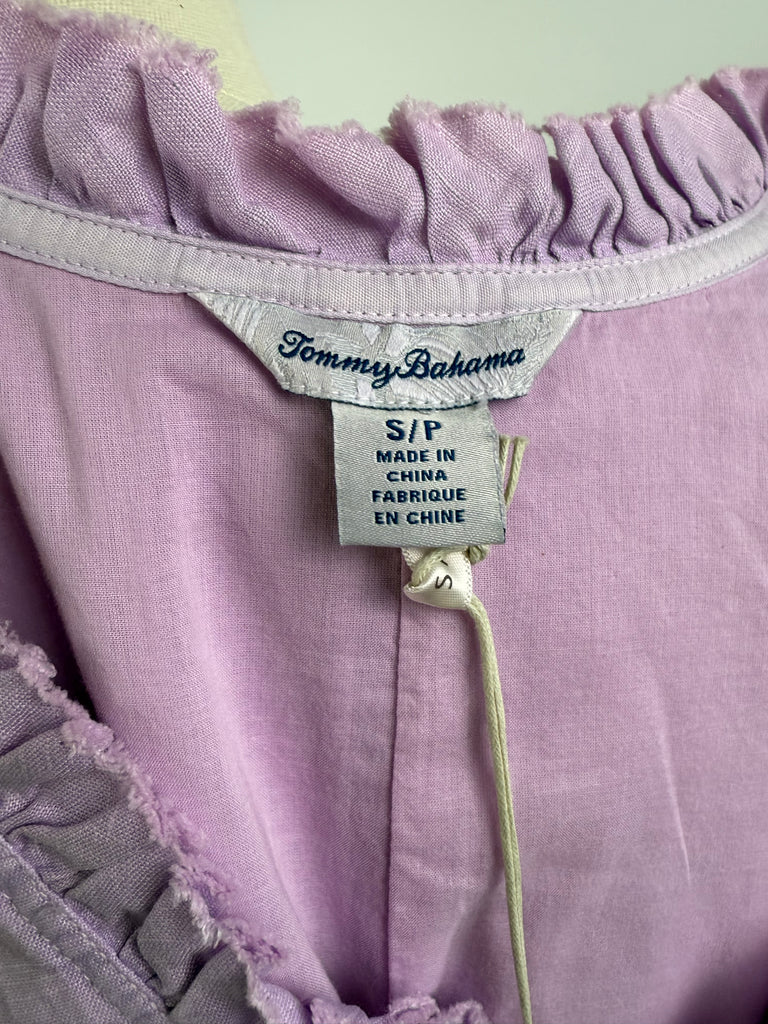 Tommy Bahama
S/P
MADE IN
CHINA
FABRIQUE
EN CHINE
S